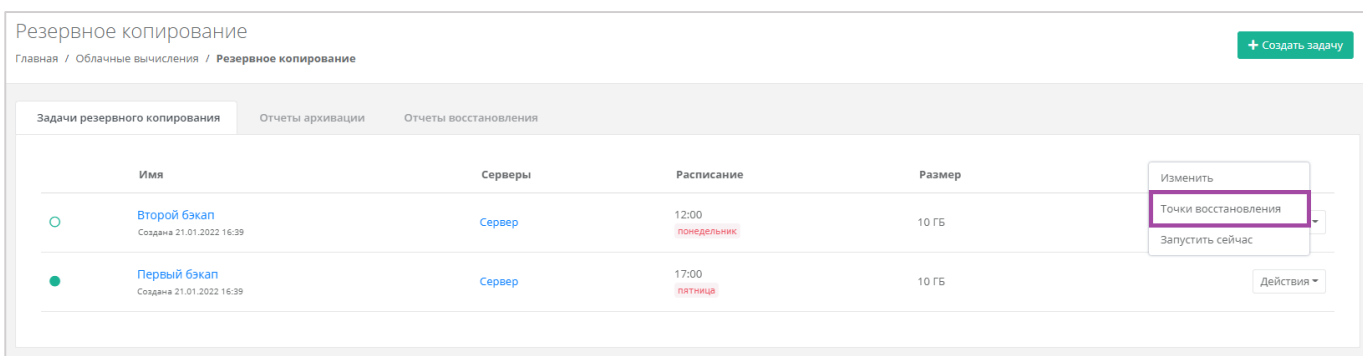 Резервное копирование
Главная / Облачные вычисления / Резервное копирование
+ Создать задачу
Задачи резервного копирования Отчеты архивации Отчеты восстановления
Имя Серверы Расписание Размер
Изменить
Точки восстановления
Запустить сейчас
Второй бэкап Сервер 12:00 10 ГБ
Создана 21.01.2022 16:39 понедельник
Первый бэкап Сервер 17:00 10 ГБ Действия
Создана 21.01.2022 16:39 пятница